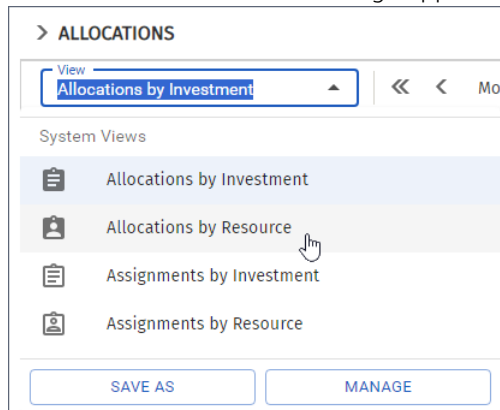 > ALLOCATIONS
View
Allocations by Investment
Mo
System Views
Allocations by Investment
Allocations by Resource
Assignments by Investment
Assignments by Resource
SAVE AS MANAGE